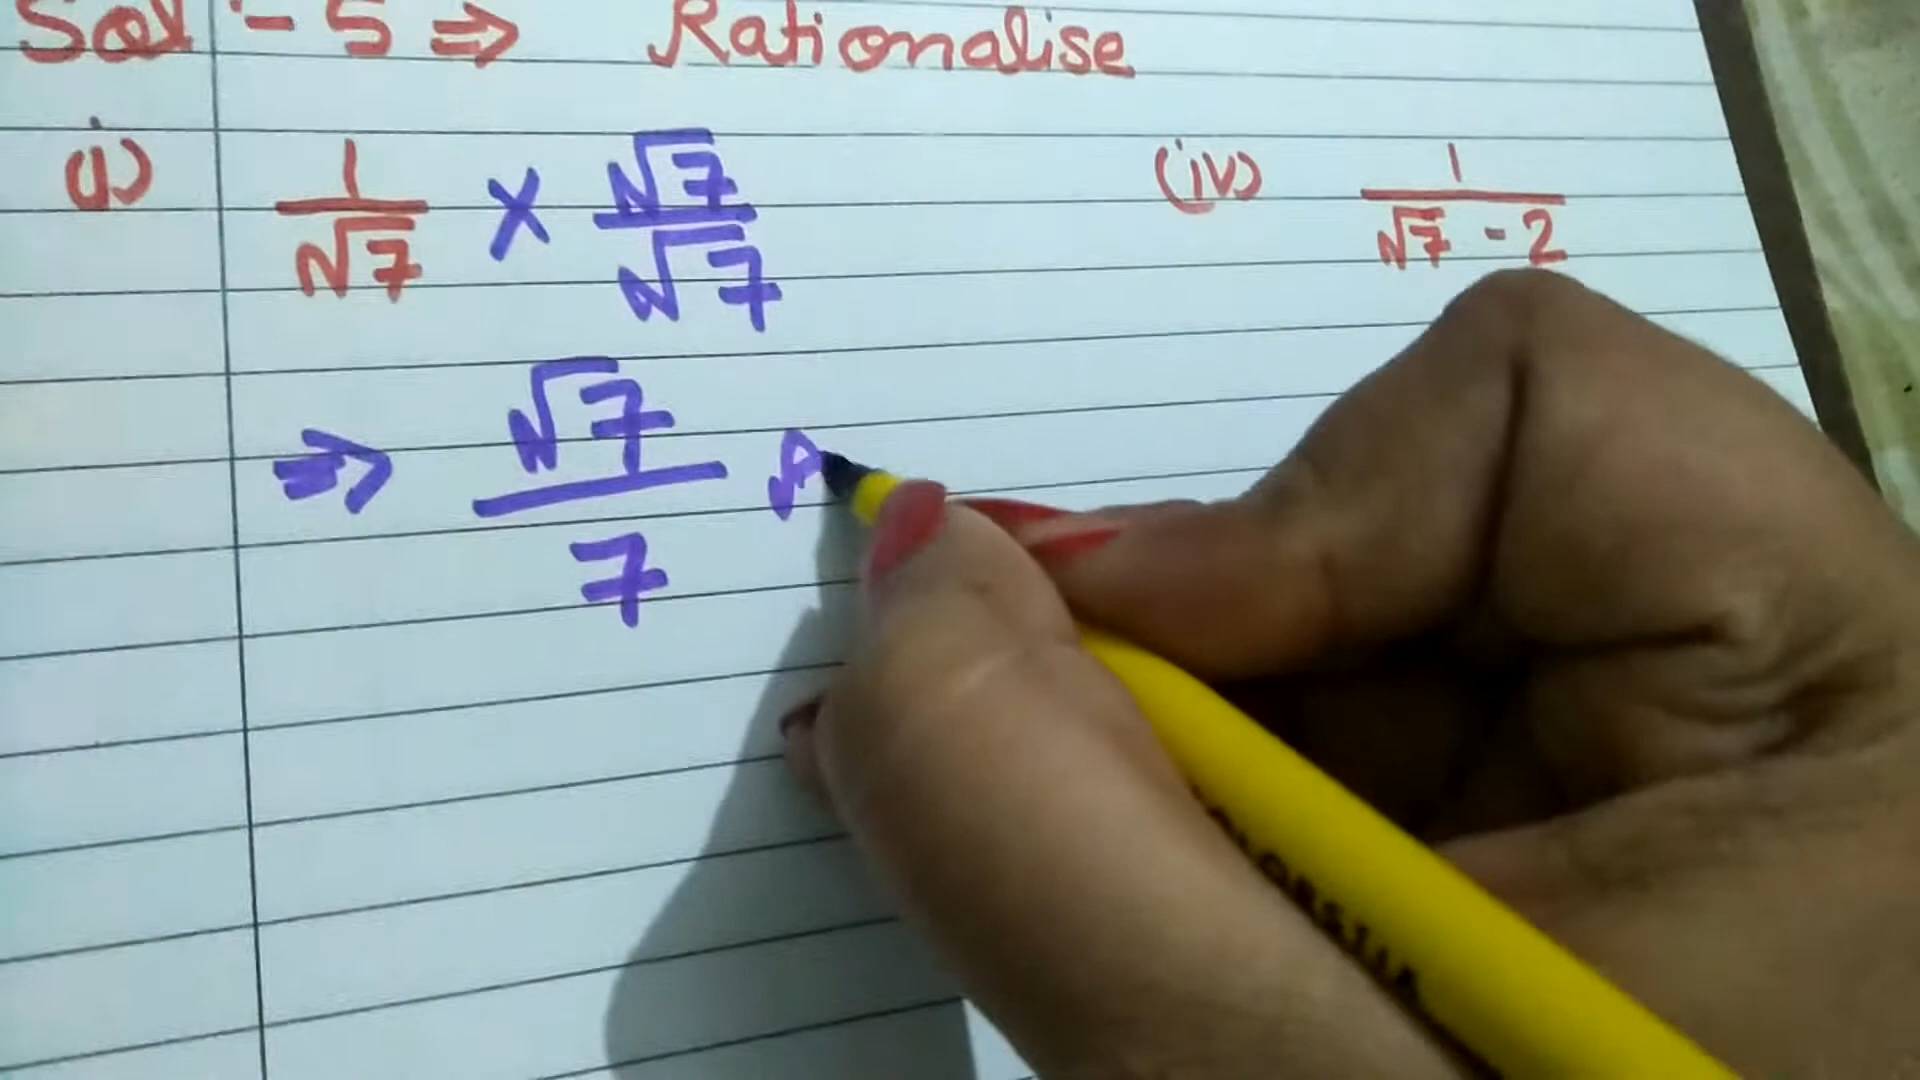 Sol :- 5 ⇒ Rationalise
(i) 1/√7 × √7/√7
⇒ √7/7 A
(iv) 1/(√7 - 2)